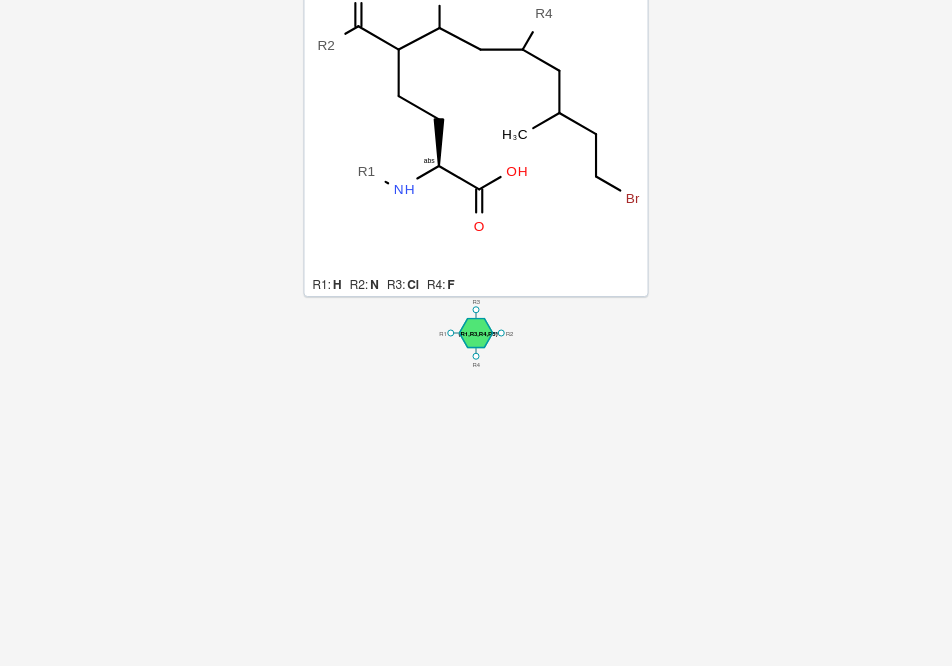 R4
R2
H₃C
abs
R1
NH
OH
Br
O
R1: H R2: N R3: Cl R4: F
R3
R1
R2
R4